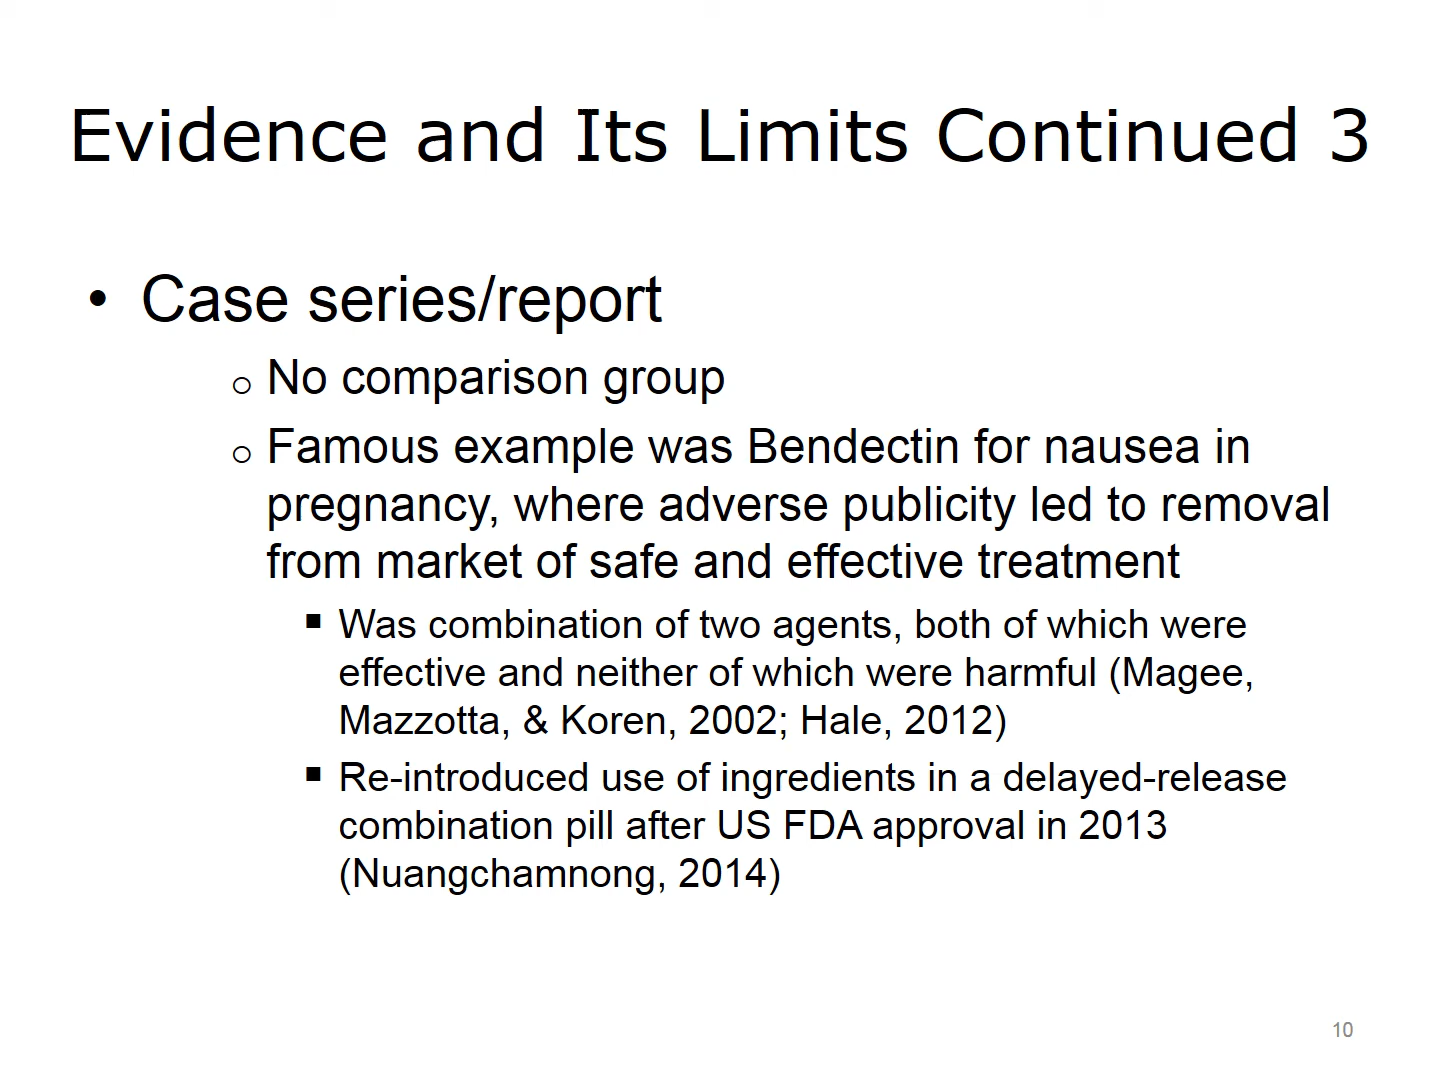 Evidence and Its Limits Continued 3
• Case series/report
o No comparison group
o Famous example was Bendectin for nausea in
pregnancy, where adverse publicity led to removal
from market of safe and effective treatment
▪ Was combination of two agents, both of which were
effective and neither of which were harmful (Magee,
Mazzotta, & Koren, 2002; Hale, 2012)
▪ Re-introduced use of ingredients in a delayed-release
combination pill after US FDA approval in 2013
(Nuangchamnong, 2014)
10